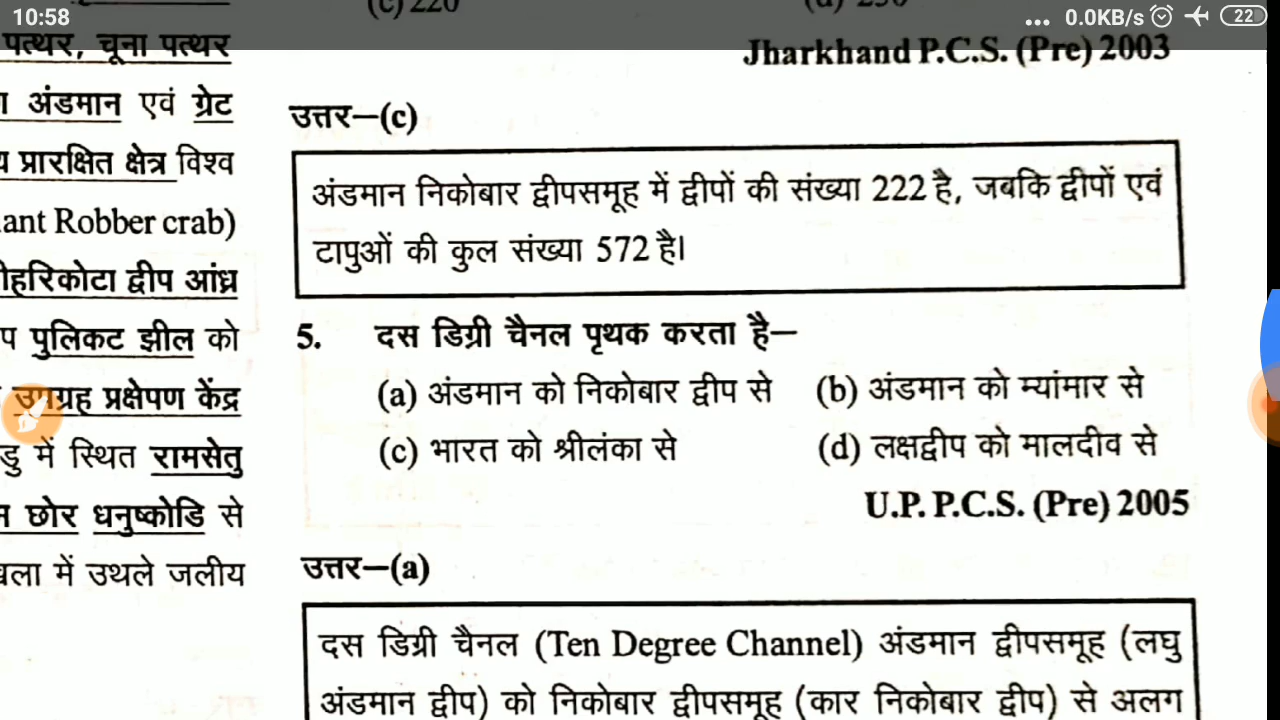 10:58
... 0.0KB/s 22
(c) 220
(d) 250
पत्थर, चूना पत्थर
अंडमान एवं ग्रेट
प्रारक्षित क्षेत्र विश्व
ant Robber crab)
द्वीप आंध्र
पुलिकट झील को
उपग्रह प्रक्षेपण केंद्र
में स्थित रामसेतु
छोर धनुष्कोडि से
में उथले जलीय
Jharkhand P.C.S. (Pre) 2003
उत्तर–(c)
अंडमान निकोबार द्वीपसमूह में द्वीपों की संख्या 222 है, जबकि द्वीपों एवं
टापुओं की कुल संख्या 572 है।
5. दस डिग्री चैनल पृथक करता है–
(a) अंडमान को निकोबार द्वीप से (b) अंडमान को म्यांमार से
(c) भारत को श्रीलंका से (d) लक्षद्वीप को मालदीव से
U.P. P.C.S. (Pre) 2005
उत्तर–(a)
दस डिग्री चैनल (Ten Degree Channel) अंडमान द्वीपसमूह (लघु
अंडमान द्वीप) को निकोबार द्वीपसमूह (कार निकोबार द्वीप) से अलग